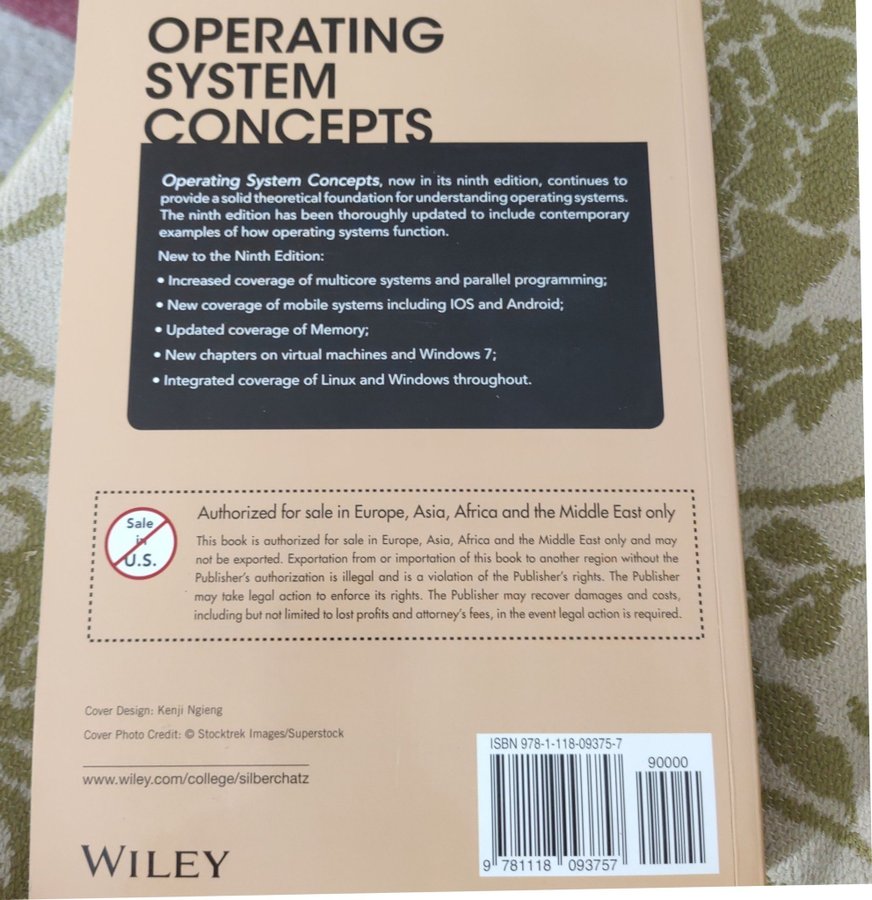 OPERATING
SYSTEM
CONCEPTS
Operating System Concepts, now in its ninth edition, continues to
provide a solid theoretical foundation for understanding operating systems.
The ninth edition has been thoroughly updated to include contemporary
examples of how operating systems function.
New to the Ninth Edition:
• Increased coverage of multicore systems and parallel programming;
• New coverage of mobile systems including IOS and Android;
• Updated coverage of Memory;
• New chapters on virtual machines and Windows 7;
• Integrated coverage of Linux and Windows throughout.
Sale
in
U.S.
Authorized for sale in Europe, Asia, Africa and the Middle East only
This book is authorized for sale in Europe, Asia, Africa and the Middle East only and may
not be exported. Exportation from or importation of this book to another region without the
Publisher's authorization is illegal and is a violation of the Publisher's rights. The Publisher
may take legal action to enforce its rights. The Publisher may recover damages and costs,
including but not limited to lost profits and attorney's fees, in the event legal action is required.
Cover Design: Kenji Ngieng
Cover Photo Credit: © Stocktrek Images/Superstock
www.wiley.com/college/silberchatz
WILEY
ISBN 978-1-118-09375-7
90000
9 781118 093757